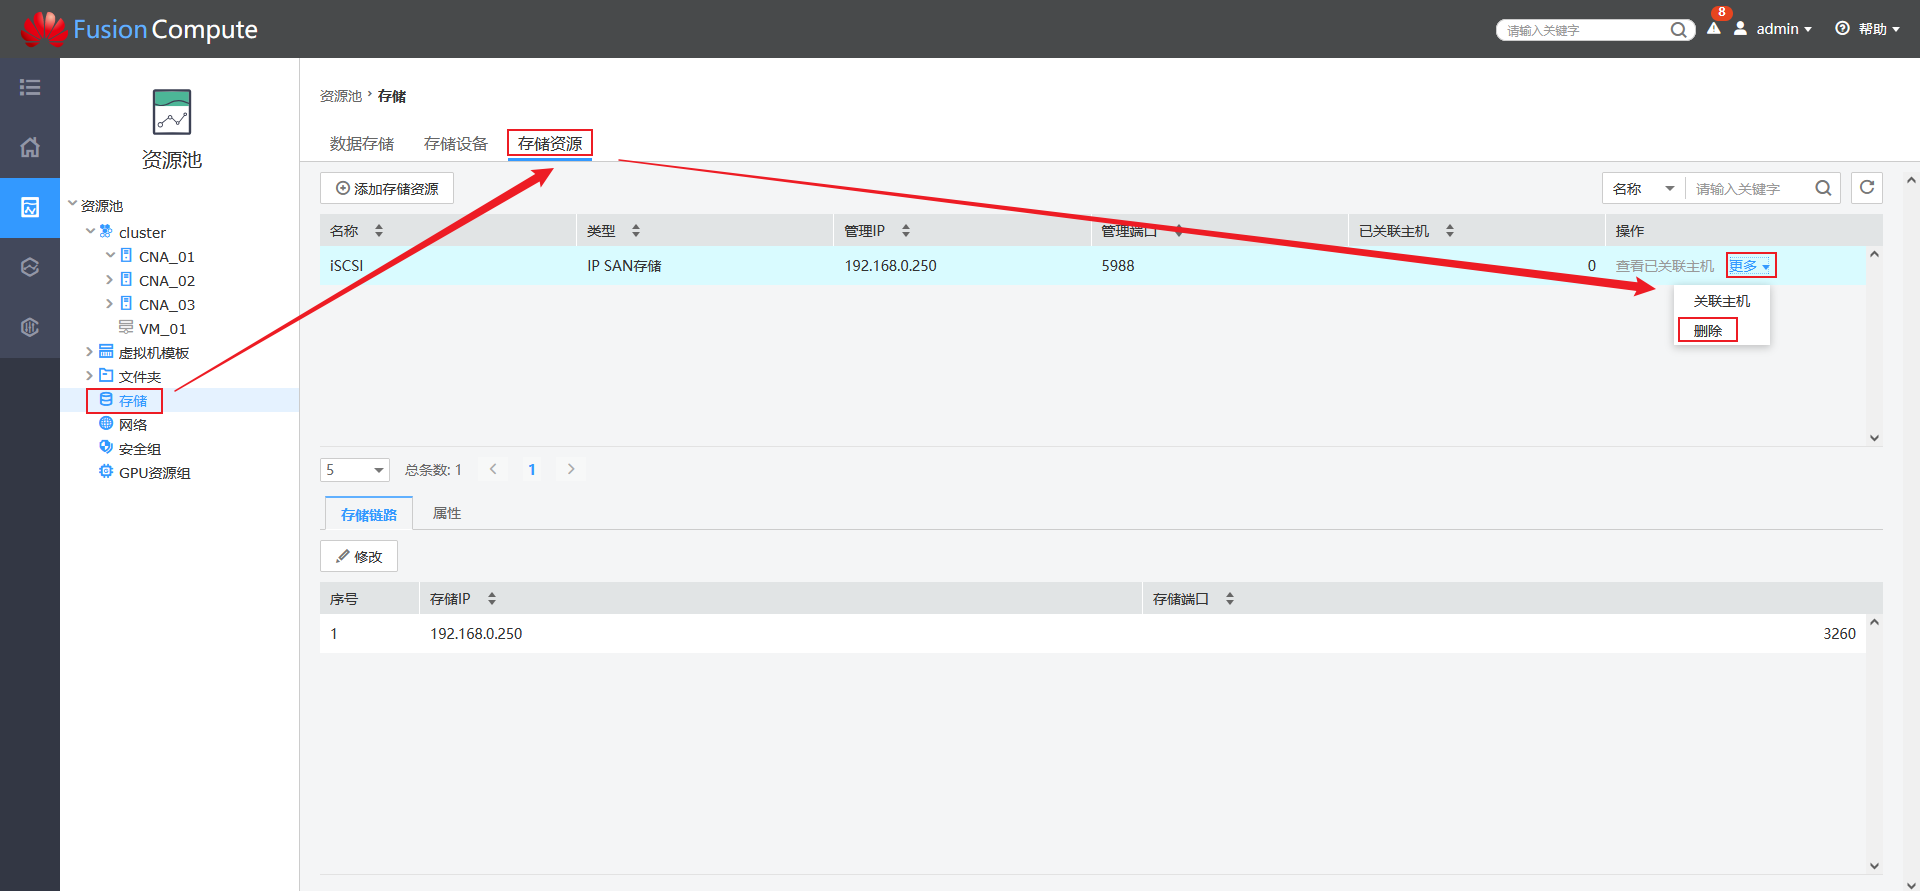 FusionCompute
请输入关键字
8
admin
帮助
资源池
资源池
cluster
CNA_01
CNA_02
CNA_03
VM_01
虚拟机模板
文件夹
存储
网络
安全组
GPU资源组
资源池 › 存储
数据存储 存储设备 存储资源
添加存储资源
名称 请输入关键字
名称 类型 管理IP 管理端口 已关联主机 操作
iSCSI IP SAN存储 192.168.0.250 5988 0 查看已关联主机 更多
关联主机
删除
5 总条数: 1 1
存储链路 属性
修改
序号 存储IP 存储端口
1 192.168.0.250 3260